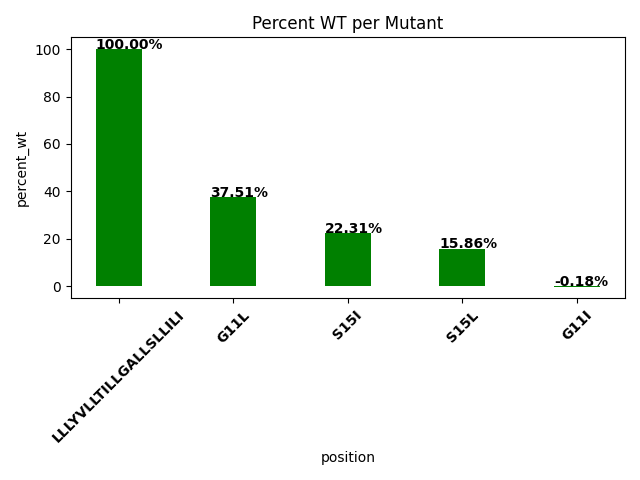 Percent WT per Mutant
percent_wt
100
80
60
40
20
0
100.00%
37.51%
22.31%
15.86%
-0.18%
LLLYVLLTILLGALLSLLILI
G11L
S15I
S15L
G11I
position